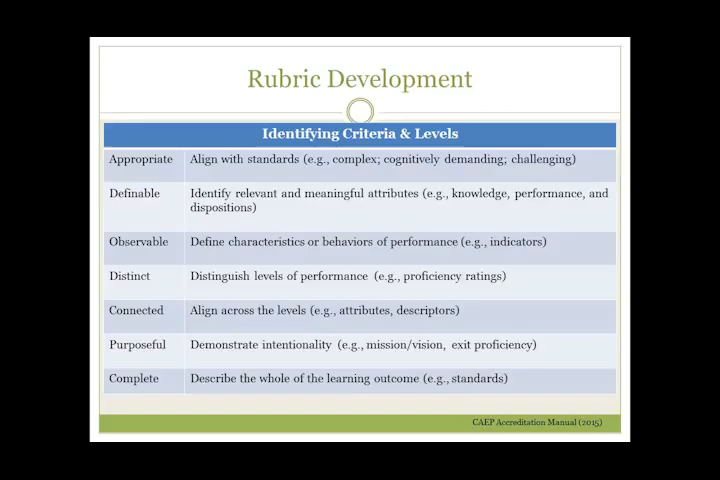 Rubric Development
Identifying Criteria & Levels
Appropriate Align with standards (e.g., complex; cognitively demanding; challenging)
Definable Identify relevant and meaningful attributes (e.g., knowledge, performance, and
dispositions)
Observable Define characteristics or behaviors of performance (e.g., indicators)
Distinct Distinguish levels of performance (e.g., proficiency ratings)
Connected Align across the levels (e.g., attributes, descriptors)
Purposeful Demonstrate intentionality (e.g., mission/vision, exit proficiency)
Complete Describe the whole of the learning outcome (e.g., standards)
CAEP Accreditation Manual (2015)